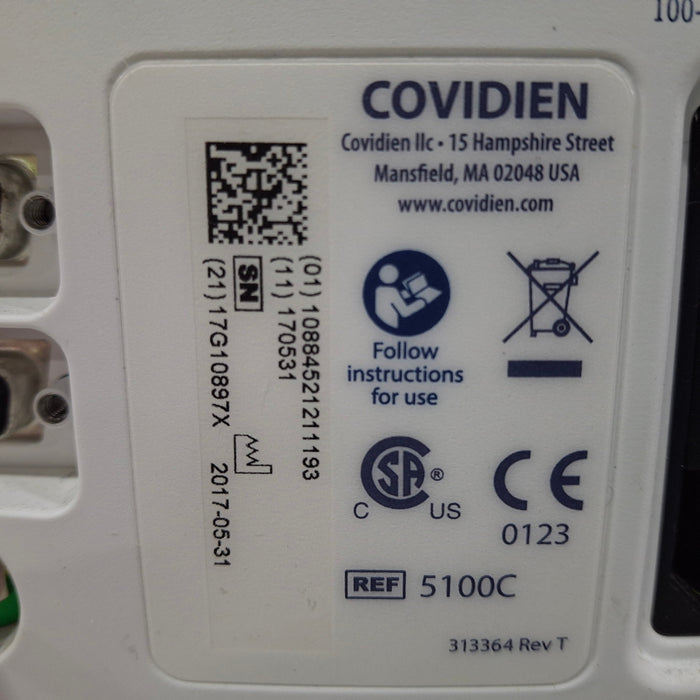 100-
COVIDIEN
Covidien llc • 15 Hampshire Street
Mansfield, MA 02048 USA
www.covidien.com
(01) 10884521211193
(11) 170531
SN
(21) 17G10897X 2017-05-31
Follow
instructions
for use
CSA ®
C US
CE
0123
REF 5100C
313364 Rev T